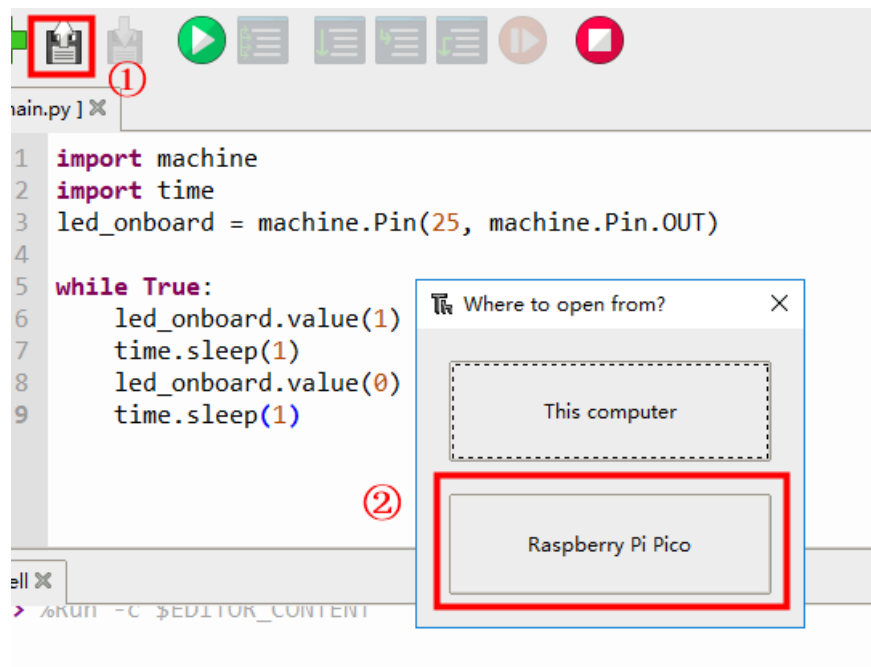 ①
main.py ] ✕
1 import machine
2 import time
3 led_onboard = machine.Pin(25, machine.Pin.OUT)
4
5 while True:
6     led_onboard.value(1)
7     time.sleep(1)
8     led_onboard.value(0)
9     time.sleep(1)
Where to open from? ✕
This computer
②
Raspberry Pi Pico
ell ✕
> %Run -c $EDITOR_CONTENT